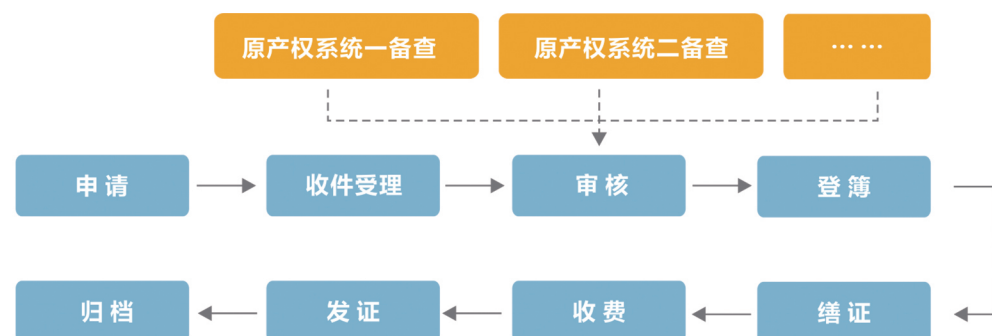 原产权系统一备查
原产权系统二备查
……
申请
收件受理
审核
登簿
归档
发证
收费
缮证